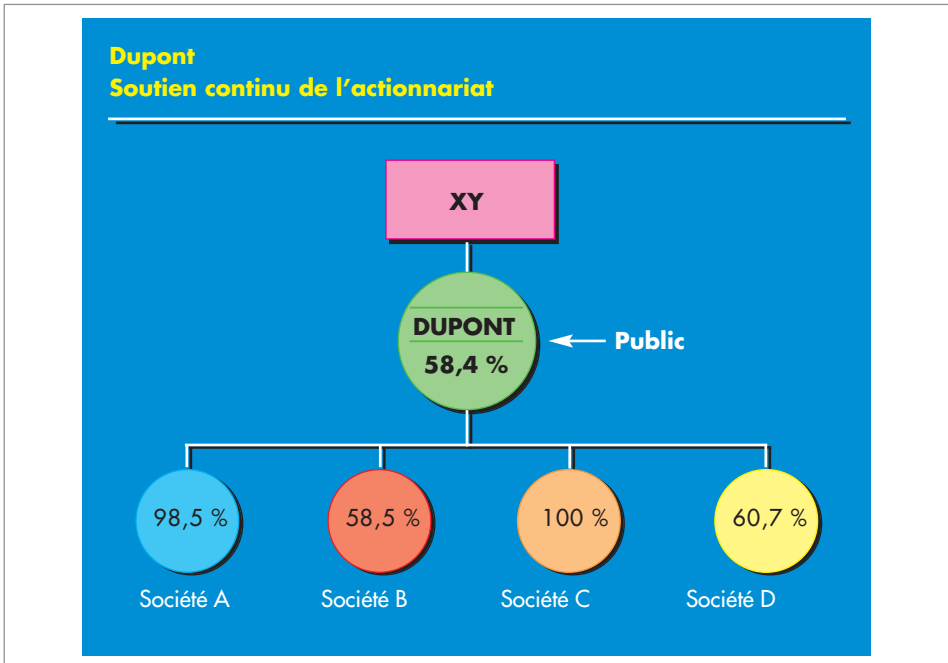 Dupont
Soutien continu de l’actionnariat
XY
DUPONT
58,4 %
Public
98,5 %
58,5 %
100 %
60,7 %
Société A
Société B
Société C
Société D